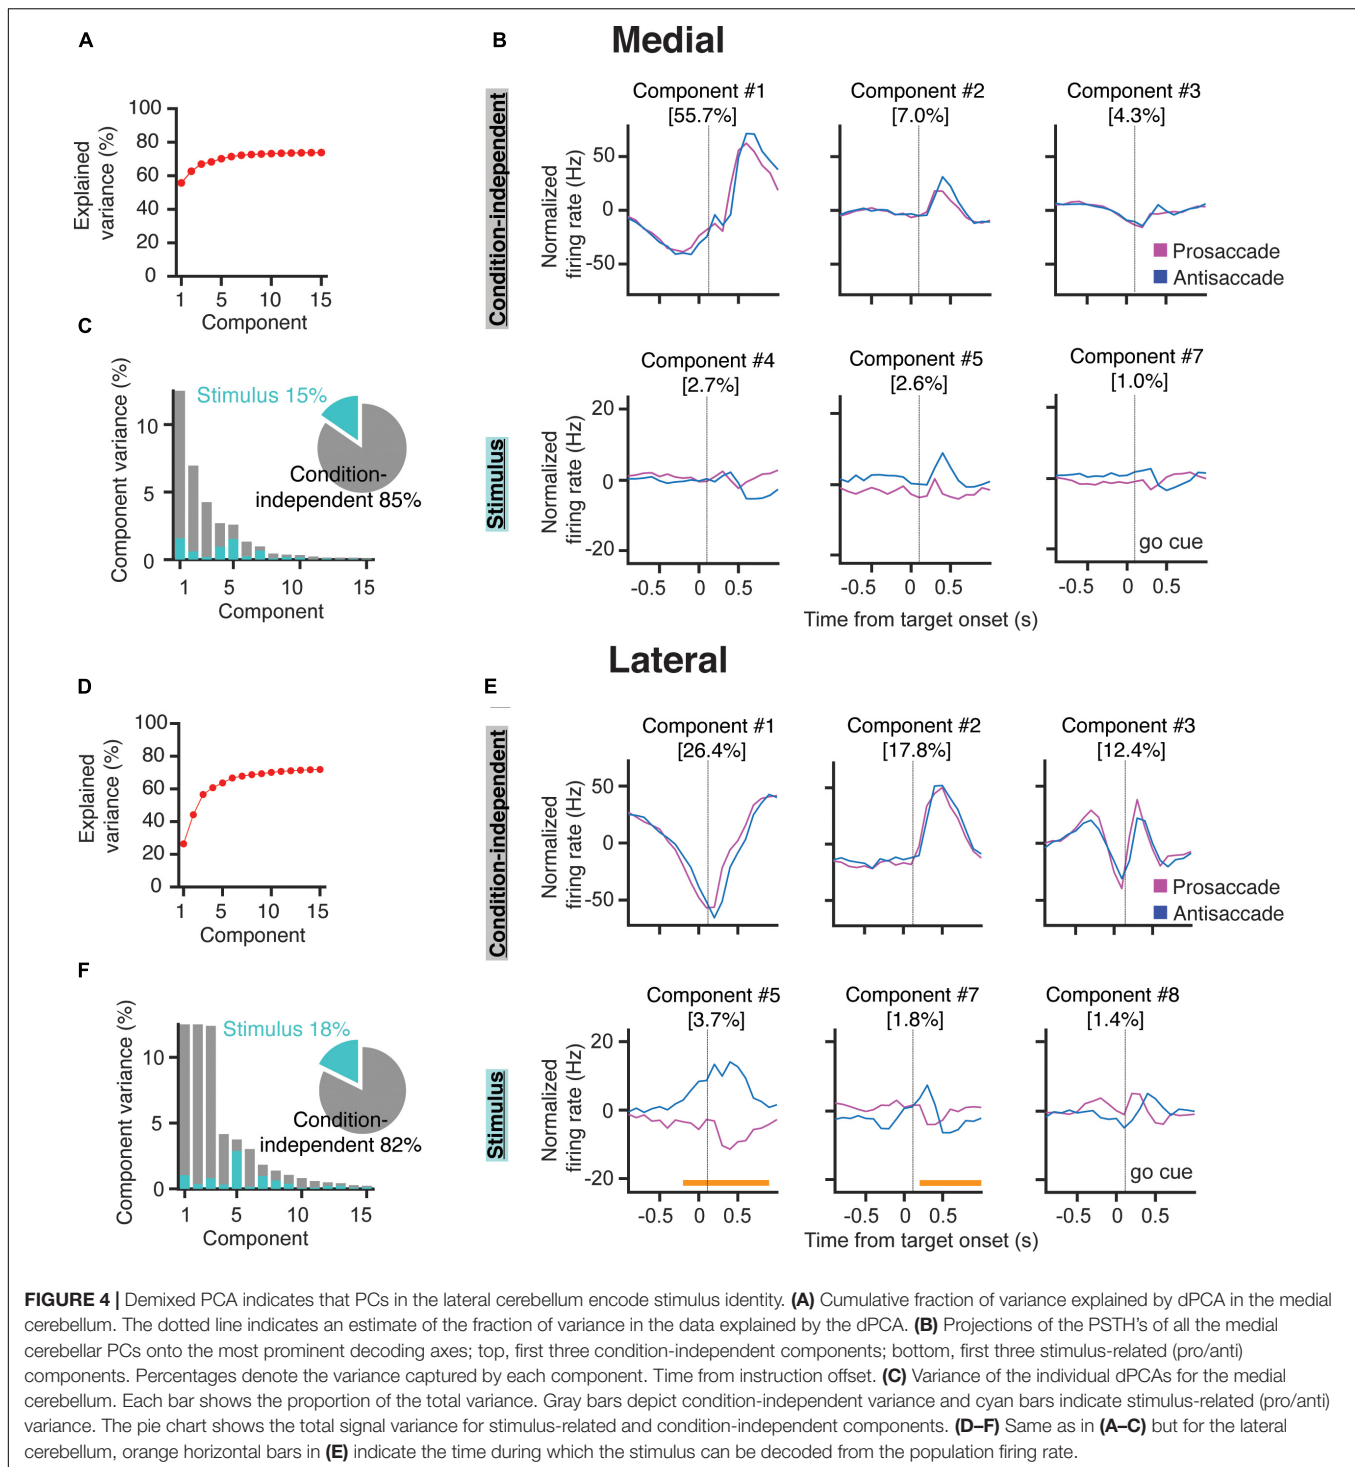 A
B
Medial
100
80
60
40
20
0
Explained
variance (%)
1
5
10
15
Component
Condition-independent
Component #1
[55.7%]
Component #2
[7.0%]
Component #3
[4.3%]
Normalized
firing rate (Hz)
50
0
-50
Prosaccade
Antisaccade
C
Component variance (%)
10
5
0
Stimulus 15%
Condition-
independent 85%
1
5
10
15
Component
Stimulus
Component #4
[2.7%]
Component #5
[2.6%]
Component #7
[1.0%]
Normalized
firing rate (Hz)
20
0
-20
go cue
-0.5
0
0.5
-0.5
0
0.5
-0.5
0
0.5
Time from target onset (s)
Lateral
D
E
100
80
60
40
20
0
Explained
variance (%)
1
5
10
15
Component
Condition-independent
Component #1
[26.4%]
Component #2
[17.8%]
Component #3
[12.4%]
Normalized
firing rate (Hz)
50
0
-50
Prosaccade
Antisaccade
F
Component variance (%)
10
5
0
Stimulus 18%
Condition-
independent 82%
1
5
10
15
Component
Stimulus
Component #5
[3.7%]
Component #7
[1.8%]
Component #8
[1.4%]
Normalized
firing rate (Hz)
20
0
-20
go cue
-0.5
0
0.5
-0.5
0
0.5
-0.5
0
0.5
Time from target onset (s)
FIGURE 4 | Demixed PCA indicates that PCs in the lateral cerebellum encode stimulus identity. (A) Cumulative fraction of variance explained by dPCA in the medial
cerebellum. The dotted line indicates an estimate of the fraction of variance in the data explained by the dPCA. (B) Projections of the PSTH's of all the medial
cerebellar PCs onto the most prominent decoding axes; top, first three condition-independent components; bottom, first three stimulus-related (pro/anti)
components. Percentages denote the variance captured by each component. Time from instruction offset. (C) Variance of the individual dPCAs for the medial
cerebellum. Each bar shows the proportion of the total variance. Gray bars depict condition-independent variance and cyan bars indicate stimulus-related (pro/anti)
variance. The pie chart shows the total signal variance for stimulus-related and condition-independent components. (D–F) Same as in (A–C) but for the lateral
cerebellum, orange horizontal bars in (E) indicate the time during which the stimulus can be decoded from the population firing rate.